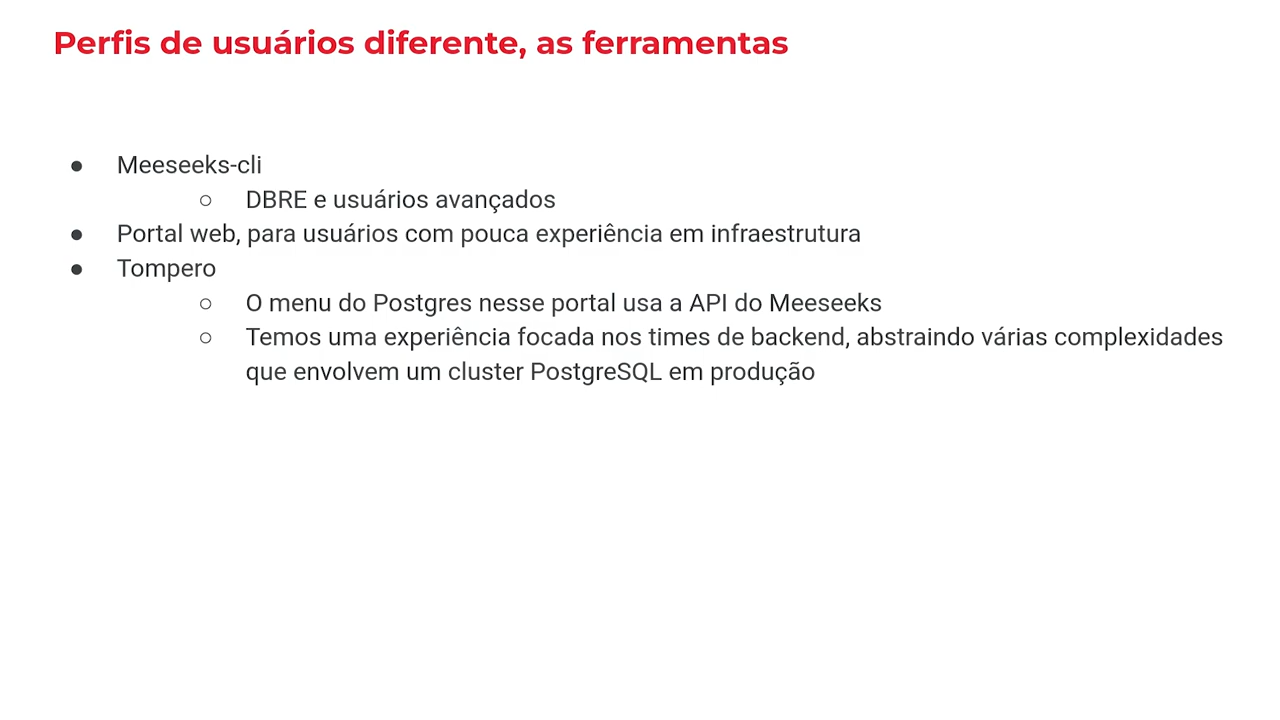 Perfis de usuários diferente, as ferramentas
● Meeseeks-cli
○ DBRE e usuários avançados
● Portal web, para usuários com pouca experiência em infraestrutura
● Tompero
○ O menu do Postgres nesse portal usa a API do Meeseeks
○ Temos uma experiência focada nos times de backend, abstraindo várias complexidades
que envolvem um cluster PostgreSQL em produção